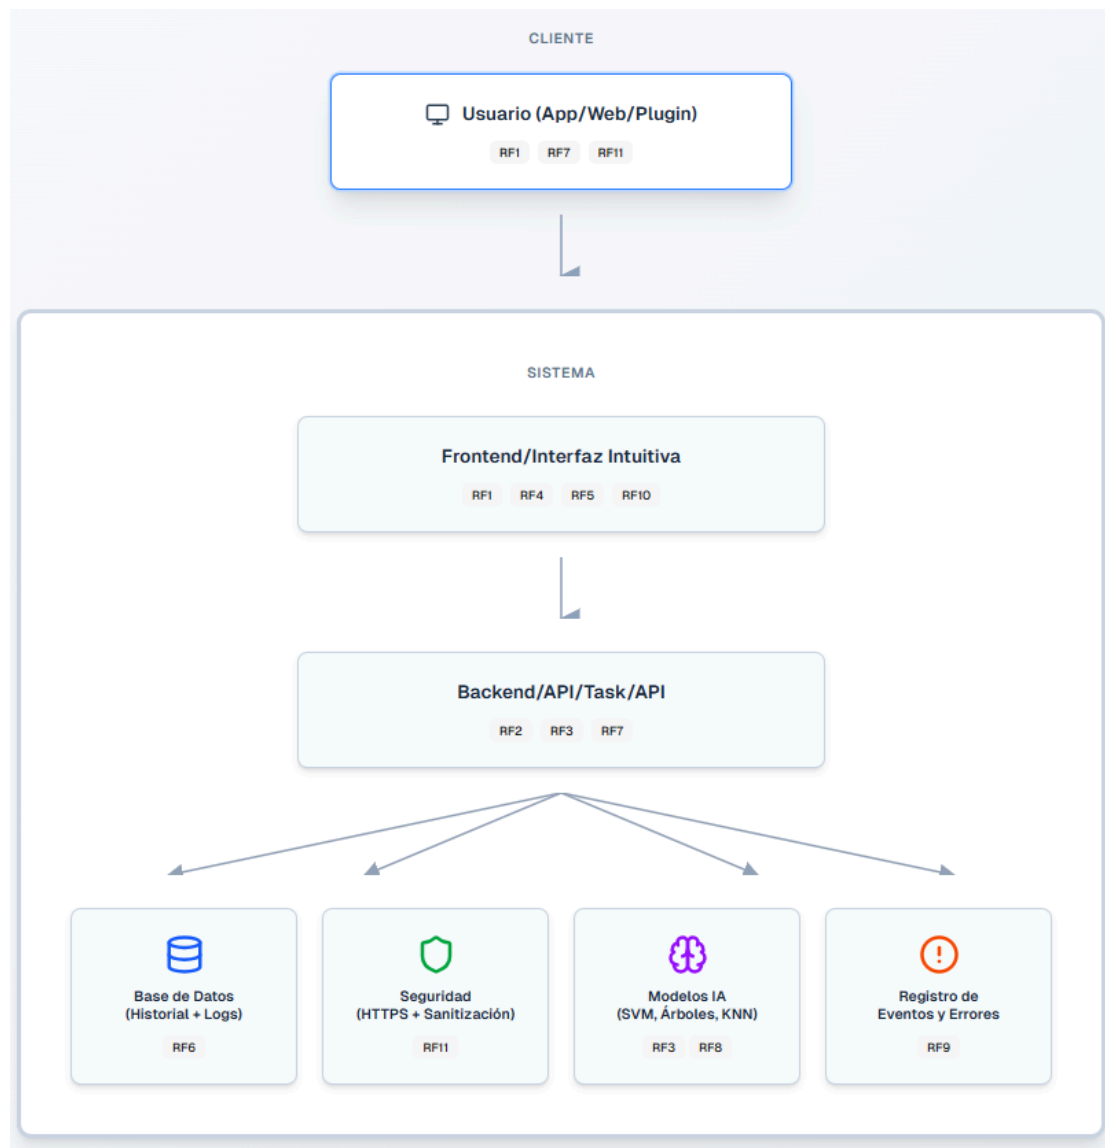 CLIENTE
Usuario (App/Web/Plugin)
RF1 RF7 RF11
SISTEMA
Frontend/Interfaz Intuitiva
RF1 RF4 RF5 RF10
Backend/API/Task/API
RF2 RF3 RF7
Base de Datos
(Historial + Logs)
RF6
Seguridad
(HTTPS + Sanitización)
RF11
Modelos IA
(SVM, Árboles, KNN)
RF3 RF8
Registro de
Eventos y Errores
RF9